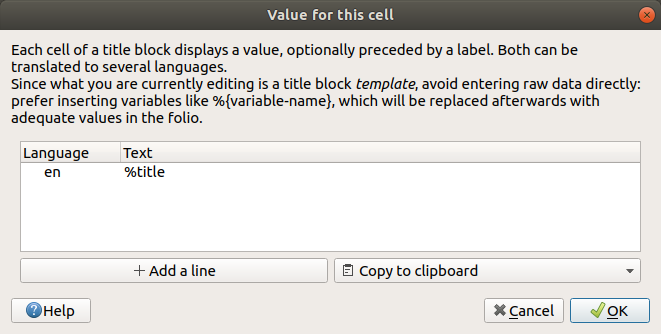 Value for this cell
Each cell of a title block displays a value, optionally preceded by a label. Both can be
translated to several languages.
Since what you are currently editing is a title block template, avoid entering raw data directly:
prefer inserting variables like %{variable-name}, which will be replaced afterwards with
adequate values in the folio.
Language Text
en %title
+ Add a line Copy to clipboard
Help Cancel OK